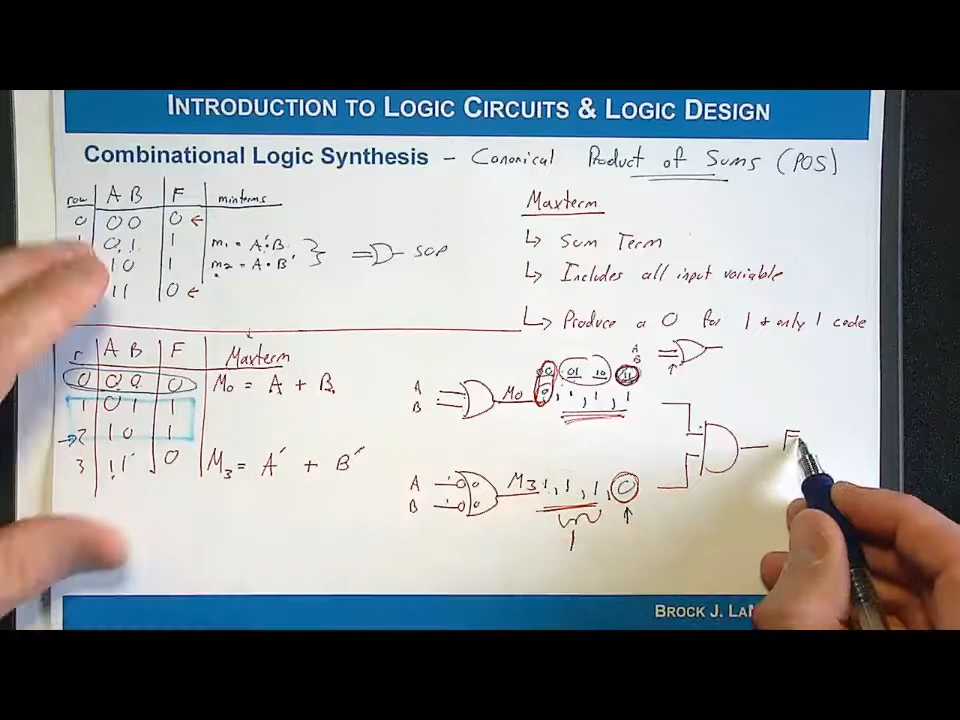 INTRODUCTION TO LOGIC CIRCUITS & LOGIC DESIGN
Combinational Logic Synthesis - Canonical Product of Sums (POS)
row A B F minterms
0 0 0 0 ←
0 1 1 m1 = A'·B
1 0 1 m2 = A·B'
1 1 0 ←
SOP
Maxterm
↳ Sum Term
↳ Includes all input variable
↳ Produce a 0 for 1 & only 1 code
r A B F Maxterm
0 0 0 0 M0 = A + B
1 0 1 1
2 1 0 1
3 1 1 0 M3 = A' + B'
A
B
M0
00 01 10 11
0, 1, 1, 1
A
B
A
B
0
0
M3 1, 1, 1, 0
1
F
BROCK J. LaM